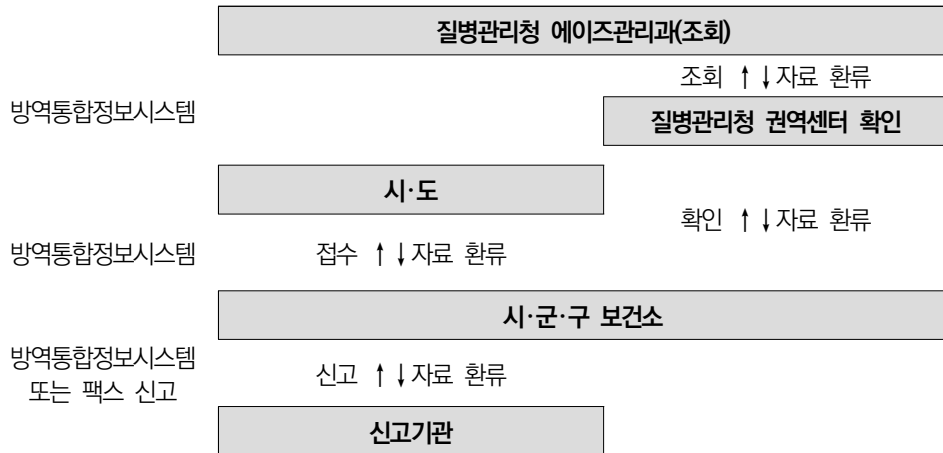 질병관리청 에이즈관리과(조회)
조회 ↑↓자료 환류
방역통합정보시스템
질병관리청 권역센터 확인
시·도
확인 ↑↓자료 환류
방역통합정보시스템
접수 ↑↓자료 환류
시·군·구 보건소
방역통합정보시스템
또는 팩스 신고
신고 ↑↓자료 환류
신고기관